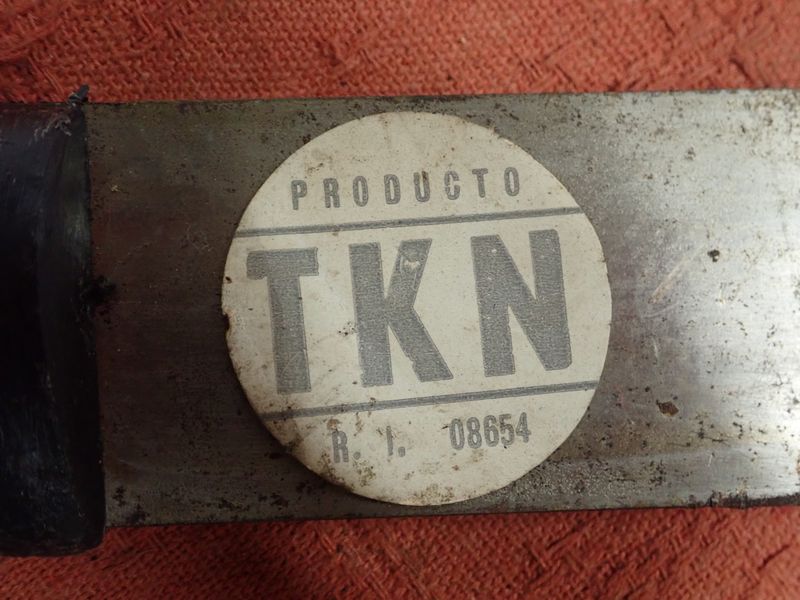 PRODUCTO
TKN
R. I. 08654